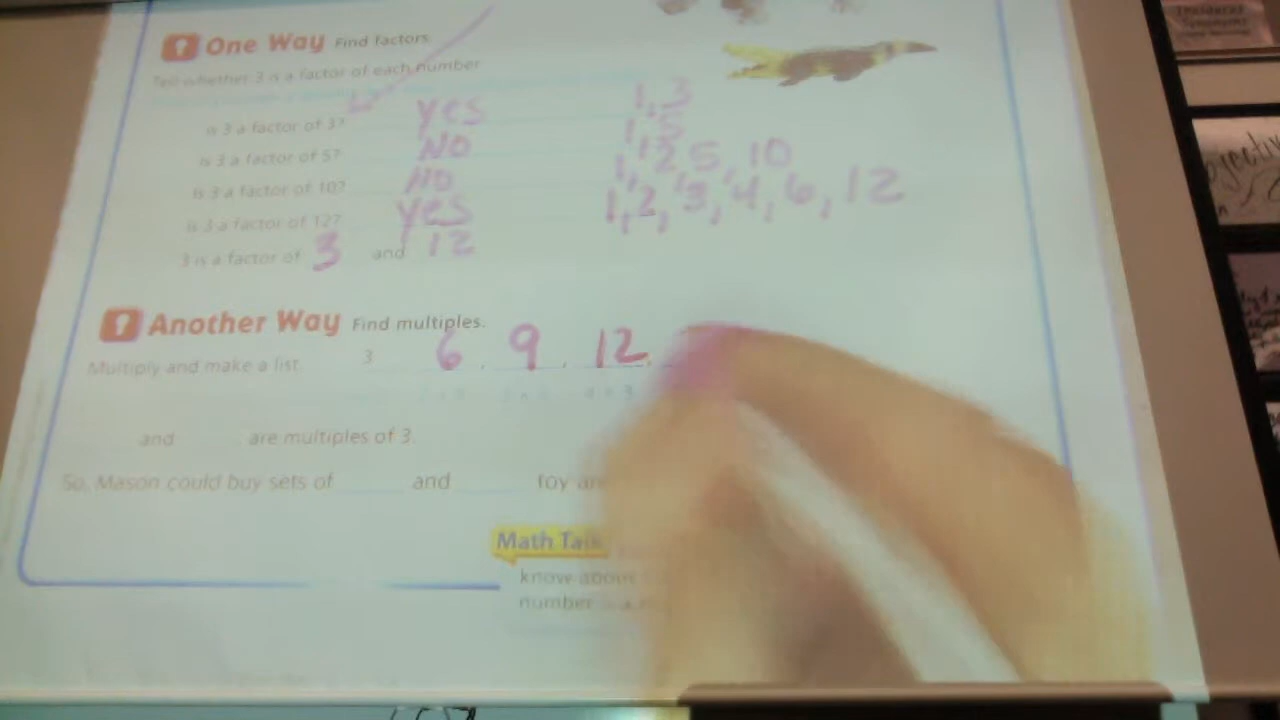 One Way Find factors
Tell whether 3 is a factor of each number
Is 3 a factor of 3? yes 1, 3
Is 3 a factor of 5? NO 1, 5
Is 3 a factor of 10? NO 1, 2, 5, 10
Is 3 a factor of 12? yes 1, 2, 3, 4, 6, 12
3 is a factor of 3 and 12
Another Way Find multiples.
Multiply and make a list. 3 6, 9, 12,
and are multiples of 3.
So, Mason could buy sets of and toy
Math Talk
know about
number is a